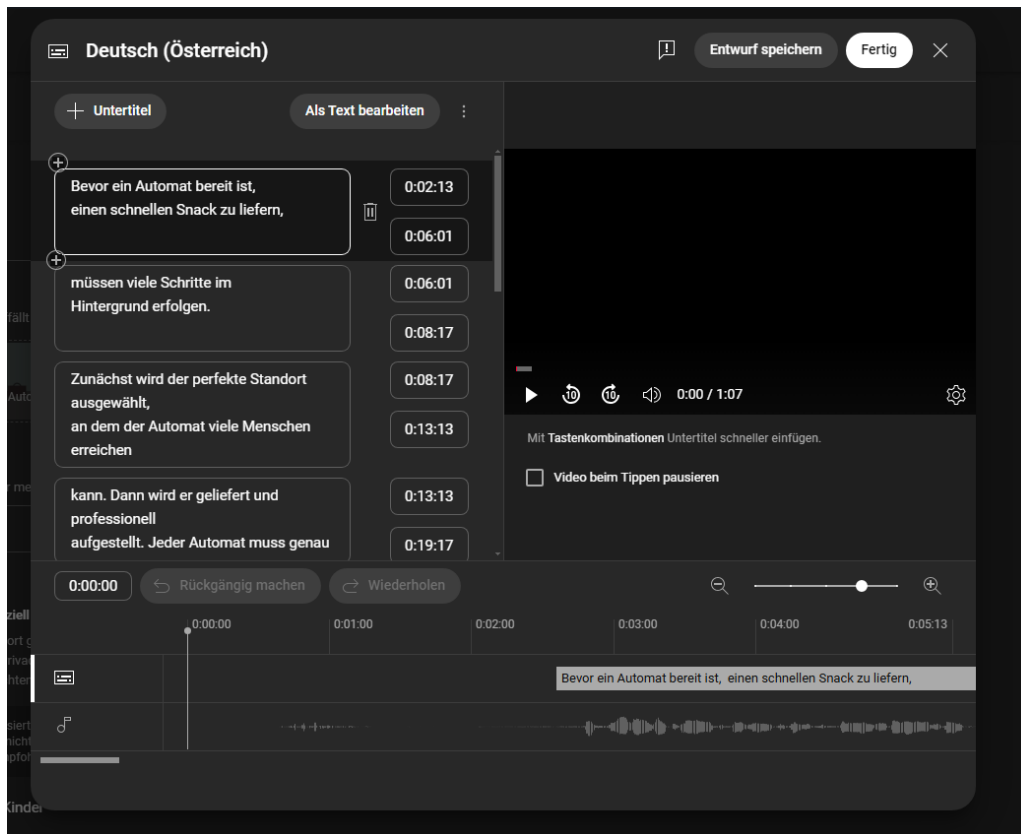 Deutsch (Österreich)
Entwurf speichern
Fertig
Untertitel
Als Text bearbeiten
Bevor ein Automat bereit ist,
einen schnellen Snack zu liefern,
0:02:13
0:06:01
müssen viele Schritte im
Hintergrund erfolgen.
0:06:01
0:08:17
Zunächst wird der perfekte Standort
ausgewählt,
an dem der Automat viele Menschen
erreichen
0:08:17
0:13:13
kann. Dann wird er geliefert und
professionell
aufgestellt. Jeder Automat muss genau
0:13:13
0:19:17
10
10
0:00 / 1:07
Mit Tastenkombinationen Untertitel schneller einfügen.
Video beim Tippen pausieren
0:00:00
Rückgängig machen
Wiederholen
0:00:00
0:01:00
0:02:00
0:03:00
0:04:00
0:05:13
Bevor ein Automat bereit ist, einen schnellen Snack zu liefern,